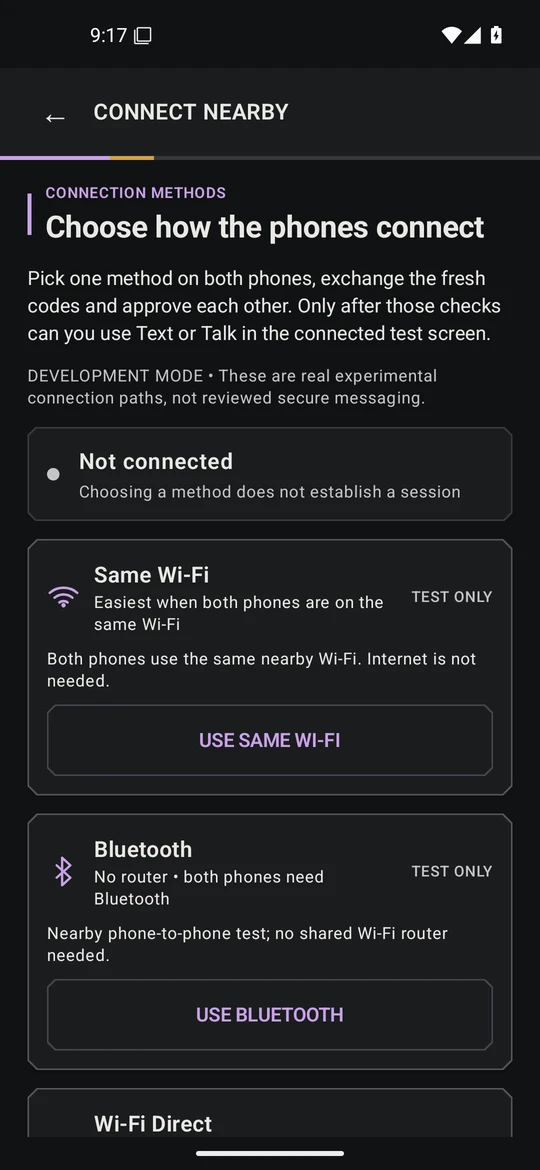 9:17
CONNECT NEARBY
CONNECTION METHODS
Choose how the phones connect
Pick one method on both phones, exchange the fresh
codes and approve each other. Only after those checks
can you use Text or Talk in the connected test screen.
DEVELOPMENT MODE • These are real experimental
connection paths, not reviewed secure messaging.
Not connected
Choosing a method does not establish a session
Same Wi-Fi
Easiest when both phones are on the
same Wi-Fi
TEST ONLY
Both phones use the same nearby Wi-Fi. Internet is not
needed.
USE SAME WI-FI
Bluetooth
No router • both phones need
Bluetooth
TEST ONLY
Nearby phone-to-phone test; no shared Wi-Fi router
needed.
USE BLUETOOTH
Wi-Fi Direct